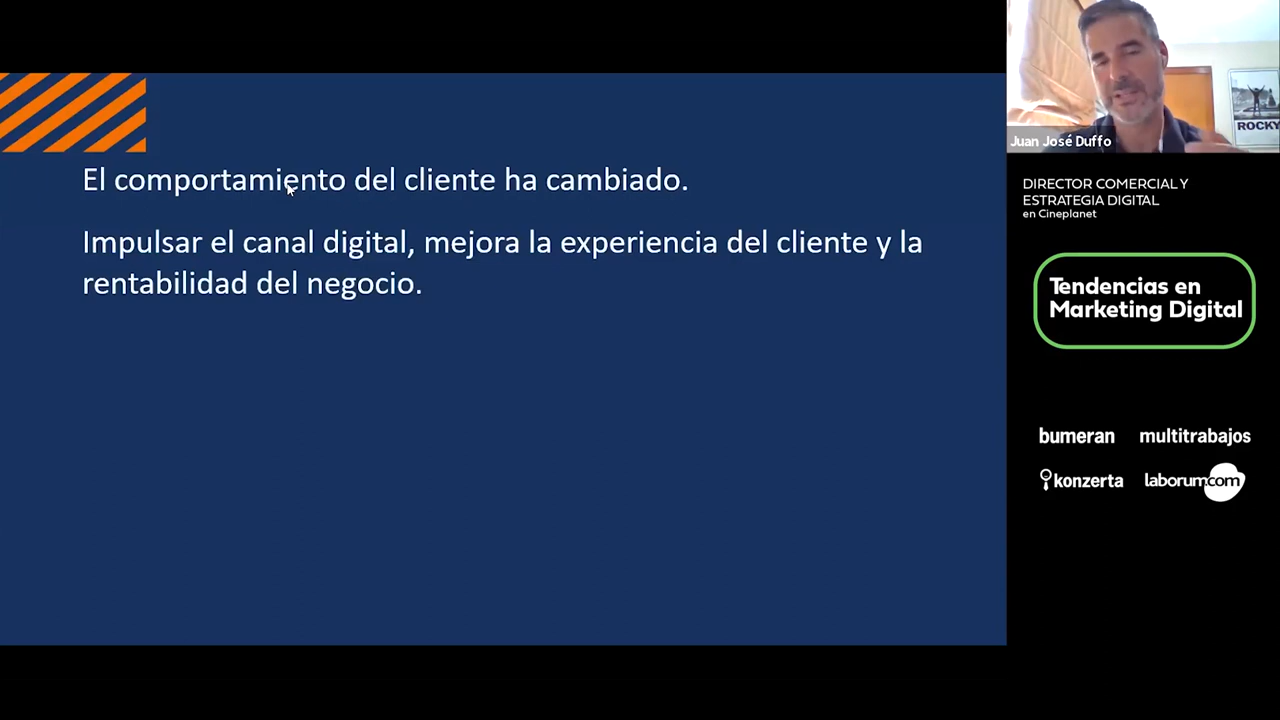 El comportamiento del cliente ha cambiado.
Impulsar el canal digital, mejora la experiencia del cliente y la
rentabilidad del negocio.
ROCKY
Juan José Duffo
DIRECTOR COMERCIAL Y
ESTRATEGIA DIGITAL
en Cineplanet
Tendencias en
Marketing Digital
bumeran
multitrabajos
konzerta
laborum.com